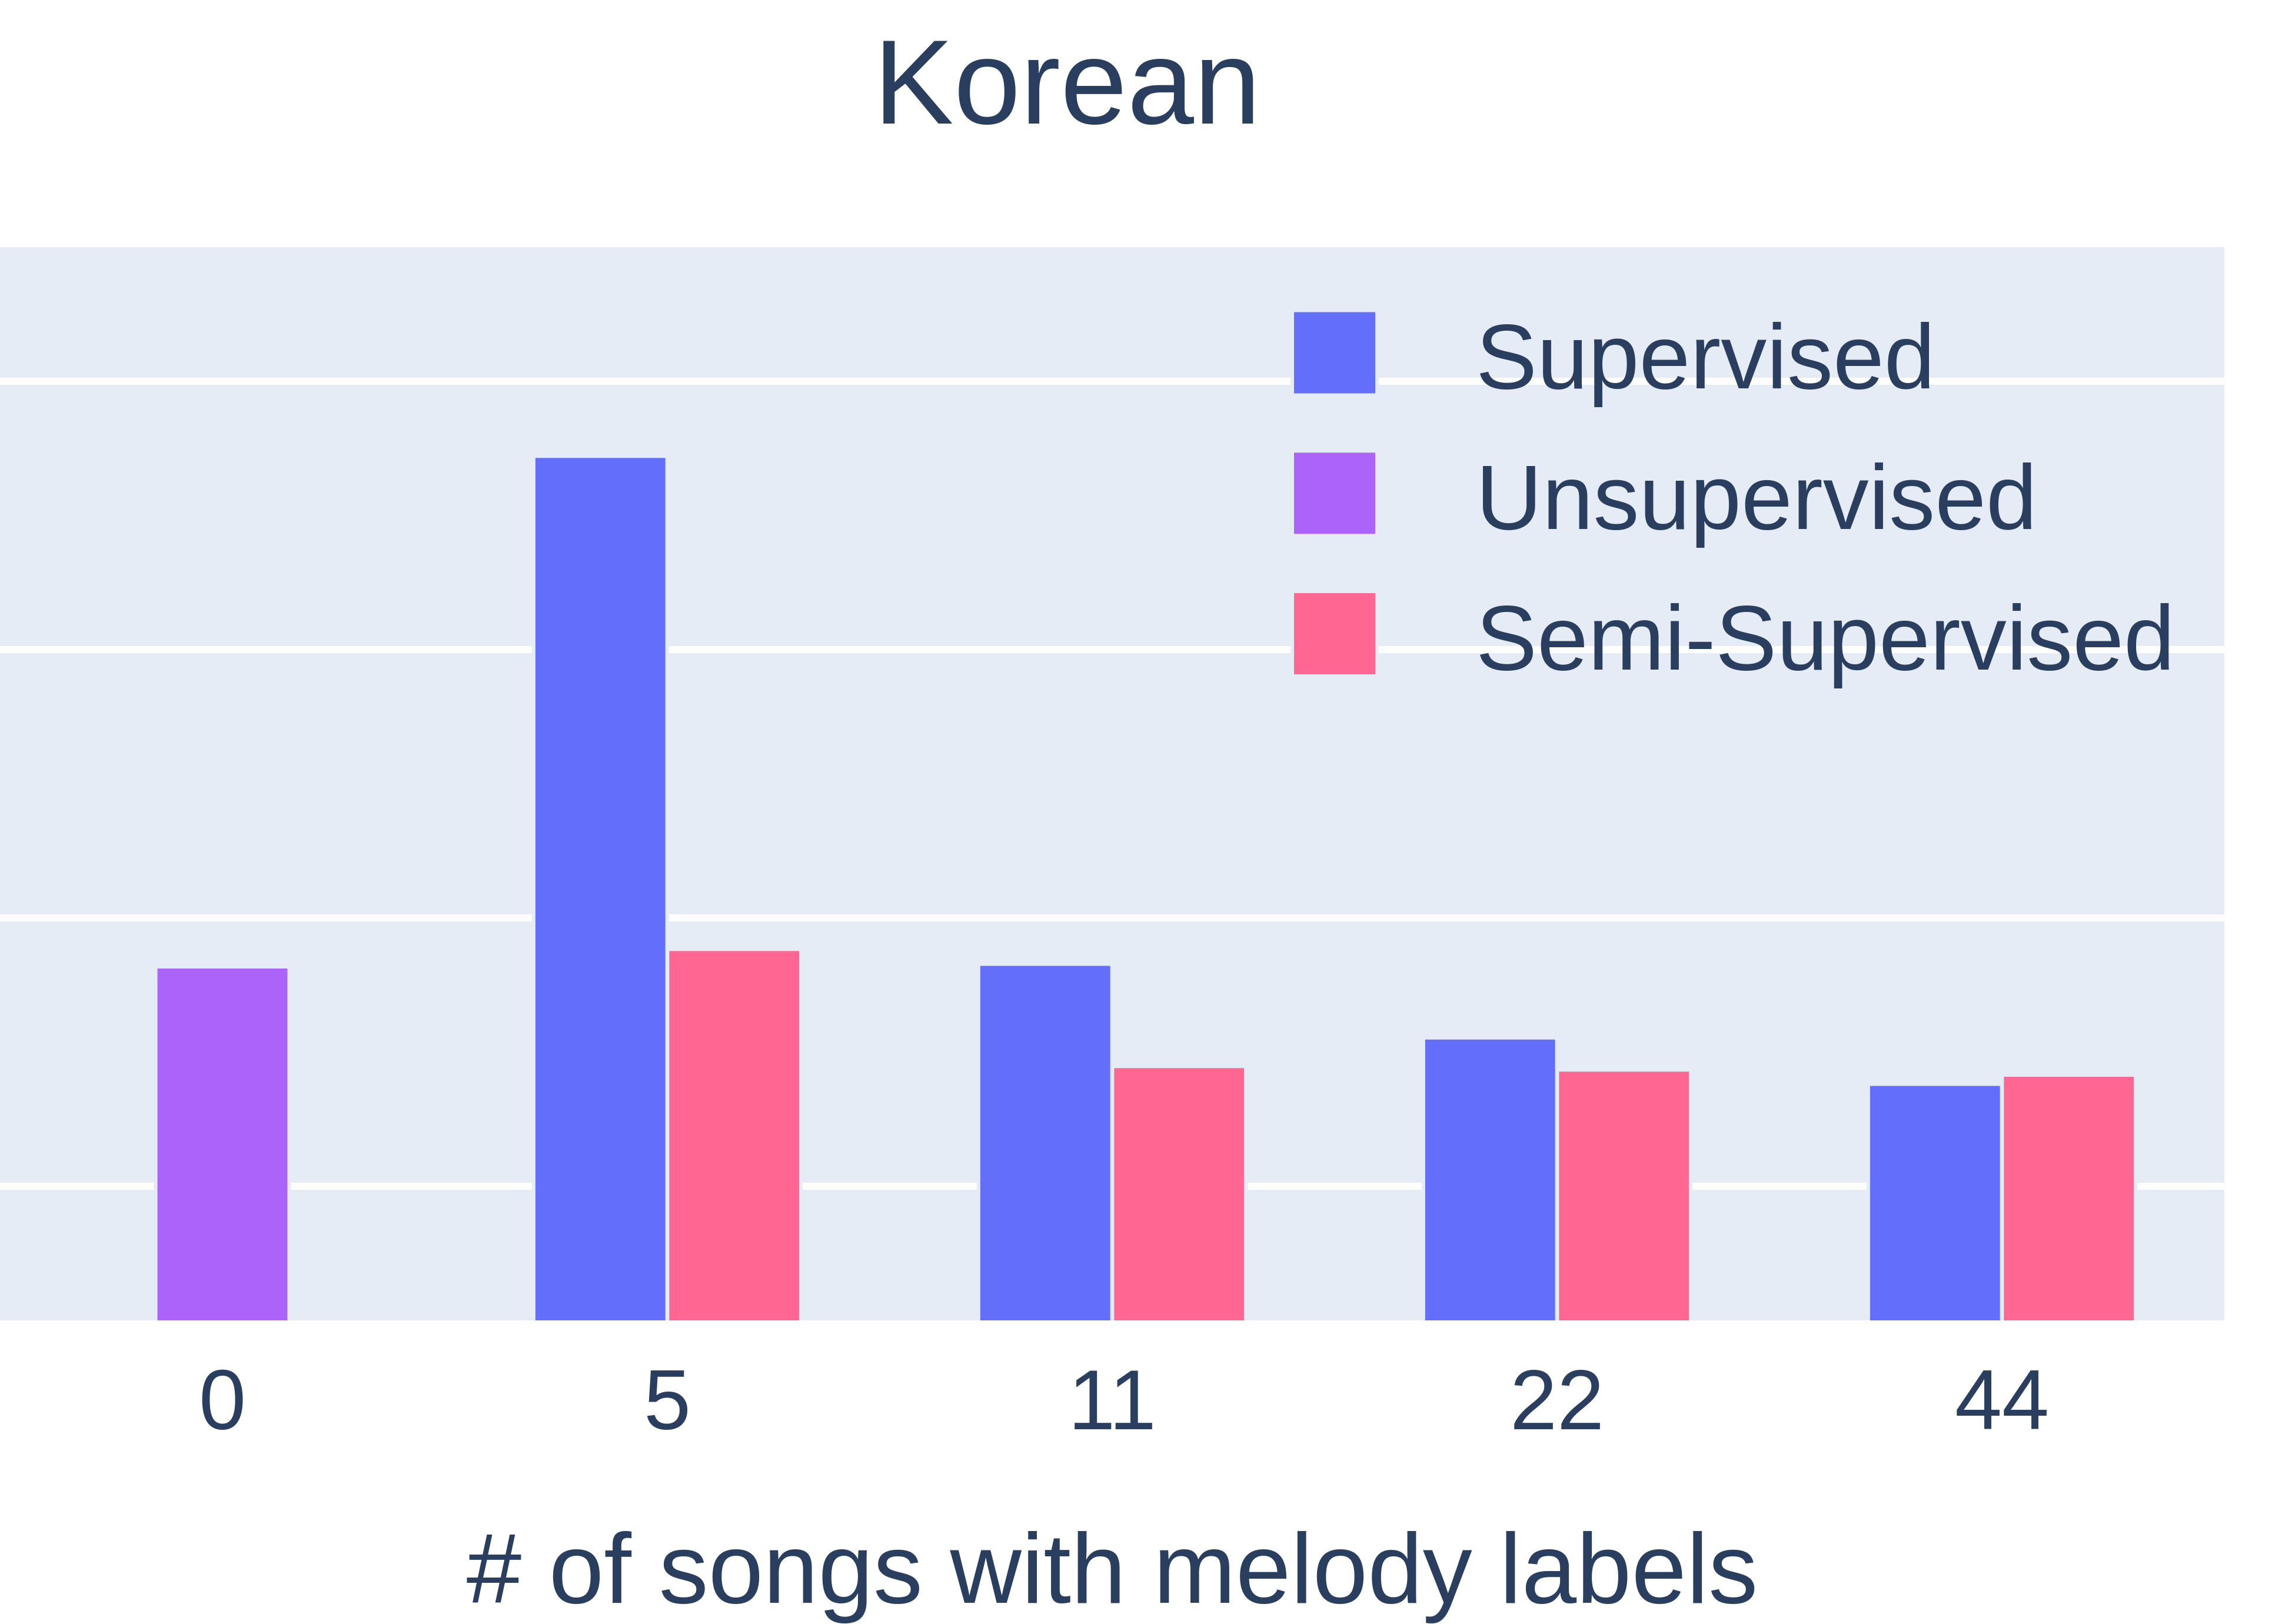 Korean
Supervised
Unsupervised
Semi-Supervised
0 5 11 22 44
# of songs with melody labels